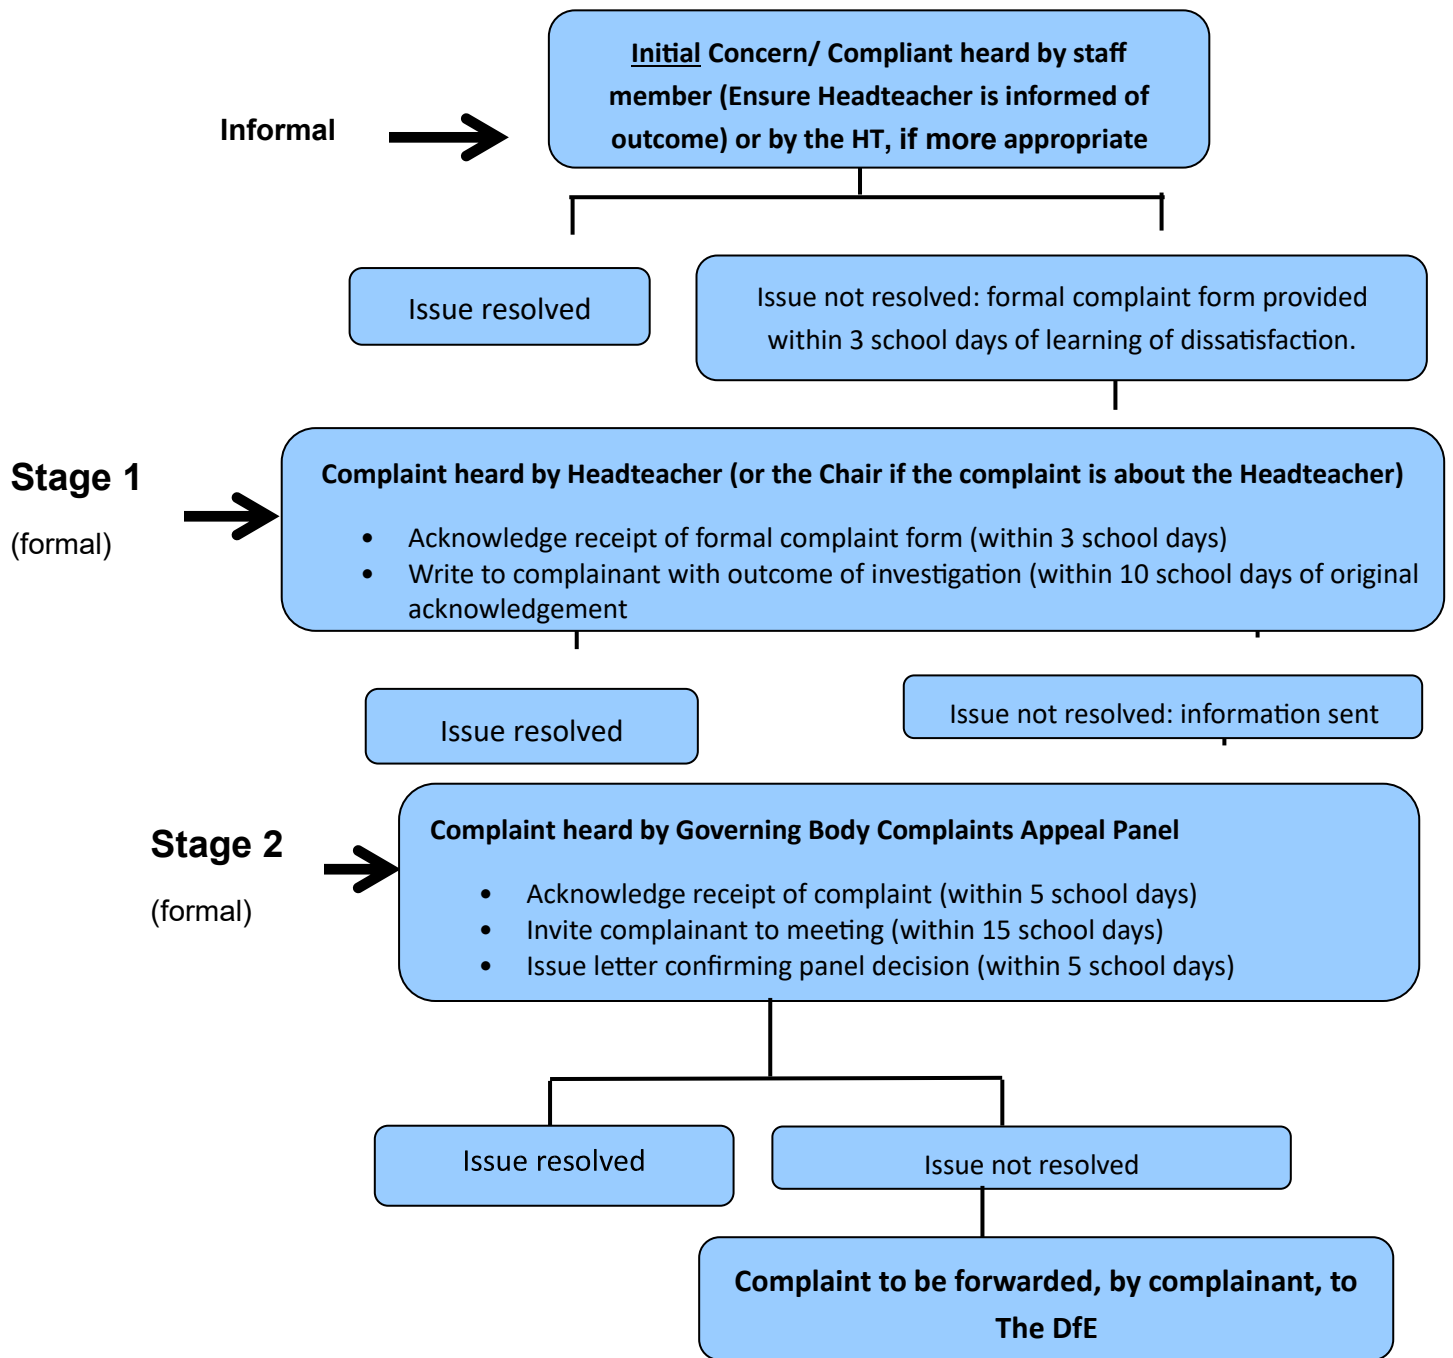 Initial Concern/ Compliant heard by staff
member (Ensure Headteacher is informed of
outcome) or by the HT, if more appropriate
Informal
Issue resolved
Issue not resolved: formal complaint form provided
within 3 school days of learning of dissatisfaction.
Stage 1
(formal)
Complaint heard by Headteacher (or the Chair if the complaint is about the Headteacher)
• Acknowledge receipt of formal complaint form (within 3 school days)
• Write to complainant with outcome of investigation (within 10 school days of original
acknowledgement
Issue resolved
Issue not resolved: information sent
Stage 2
(formal)
Complaint heard by Governing Body Complaints Appeal Panel
• Acknowledge receipt of complaint (within 5 school days)
• Invite complainant to meeting (within 15 school days)
• Issue letter confirming panel decision (within 5 school days)
Issue resolved
Issue not resolved
Complaint to be forwarded, by complainant, to
The DfE